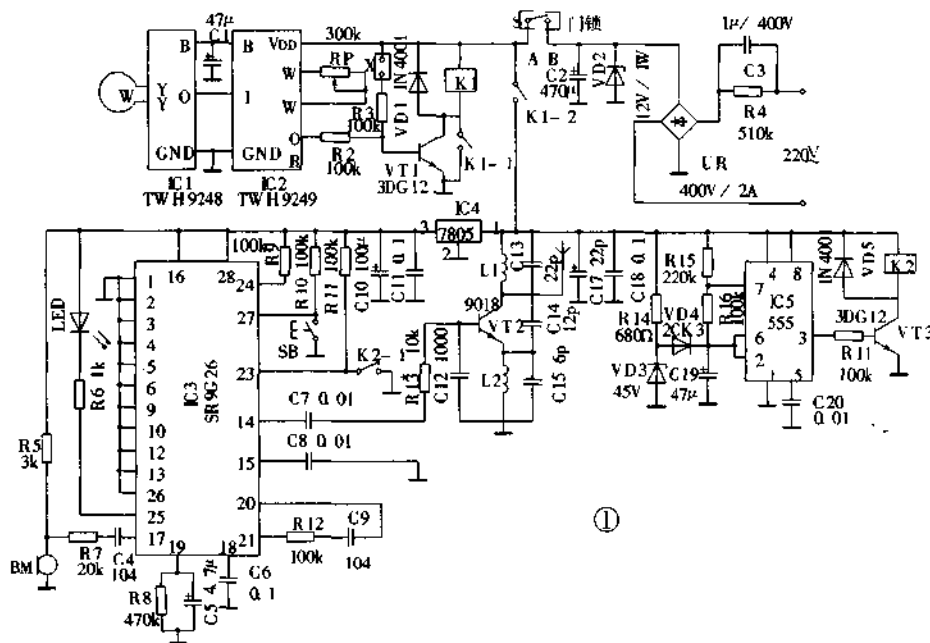 47μ
C1
300k
S
门锁
1μ/ 400V
B
B
VDD
RP
X
IN 4001
K1
A B
C2
470μ
VD2
12V/ 1W
C3
W
Y
Y
O
I
W
W
R3
100k
VD1
K1-2
R4
510k
GND
GND
O
R
R2
100k
VT1
3DG12
K1-1
UR
220V
IC1
TWH9248
IC2
TWH9249
400V/ 2A
IC4
3
7805
1
2
16
28
100k
R9
24
R10
100k
R11
100k
C10
100μ
C11 0.1
L1
C13
22p
C17 22p
C18 0.1
R15
220k
4
8
IN400
VD5
K2
LED
1
2
3
4
5
6
9
10
12
13
26
25
17
27
SB
23
K2-1
9018
VT2
C14
12p
R14
680Ω
VD4
2CK3
R16
100k
7
IC5
555
6
2
3
3DG12
VT3
R6 1k
IC3
SR9G26
R13
10k
C12 1000
L2
C15 6p
VD3
45V
C19
47μ
1
5
R11
100k
C7 0.01
14
C8 0.01
15
C20
0.01
R5
3k
20
21
R12
100k
C9
104
①
BM
R7
20k
C4
104
19
18
R8
470k
C5 4.7μ
C6
0.1